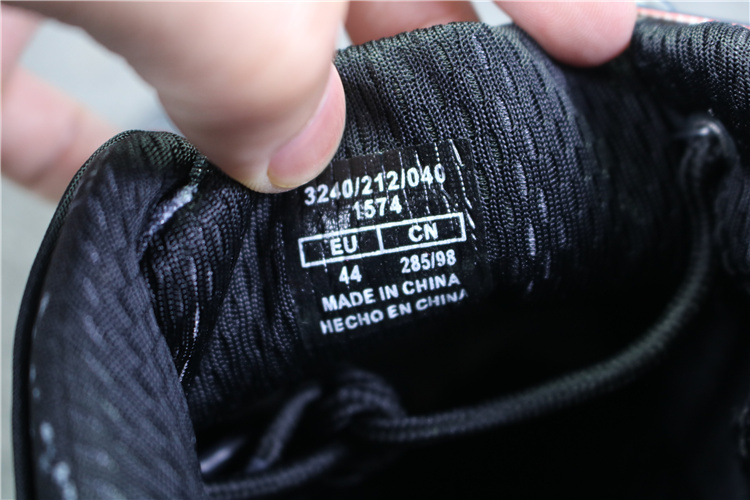 3240/212/040
1574
EU CN
44 285/98
MADE IN CHINA
HECHO EN CHINA